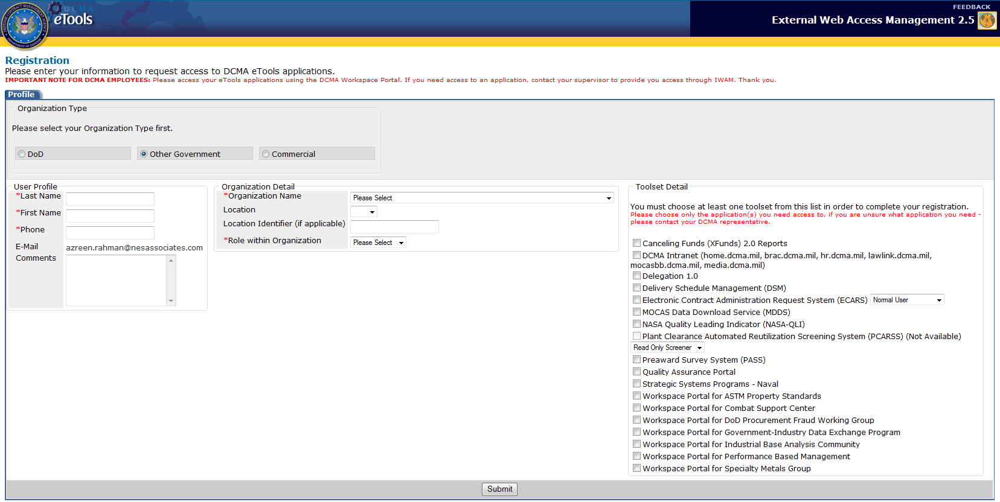 FEEDBACK
DCMA
eTools
External Web Access Management 2.5
Registration
Please enter your information to request access to DCMA eTools applications.
IMPORTANT NOTE FOR DCMA EMPLOYEES: Please access your eTools applications using the DCMA Workspace Portal. If you need access to an application, contact your supervisor to provide you access through IWAM. Thank you.
Profile
Organization Type
Please select your Organization Type first.
DoD
Other Government
Commercial
User Profile
*Last Name
*First Name
*Phone
E-Mail
azreen.rahman@nesassociates.com
Comments
Organization Detail
*Organization Name
Please Select
Location
Location Identifier (if applicable)
*Role within Organization
Please Select
Toolset Detail
You must choose at least one toolset from this list in order to complete your registration.
Please choose only the application(s) you need access to, if you are unsure what application you need -
please contact your DCMA representative.
Canceling Funds (XFunds) 2.0 Reports
DCMA Intranet (home.dcma.mil, brac.dcma.mil, hr.dcma.mil, lawlink.dcma.mil,
mocasbb.dcma.mil, media.dcma.mil)
Delegation 1.0
Delivery Schedule Management (DSM)
Electronic Contract Administration Request System (ECARS) Normal User
MOCAS Data Download Service (MDDS)
NASA Quality Leading Indicator (NASA-QLI)
Plant Clearance Automated Reutilization Screening System (PCARSS) (Not Available)
Read Only Screener
Preaward Survey System (PASS)
Quality Assurance Portal
Strategic Systems Programs - Naval
Workspace Portal for ASTM Property Standards
Workspace Portal for Combat Support Center
Workspace Portal for DoD Procurement Fraud Working Group
Workspace Portal for Government-Industry Data Exchange Program
Workspace Portal for Industrial Base Analysis Community
Workspace Portal for Performance Based Management
Workspace Portal for Specialty Metals Group
Submit